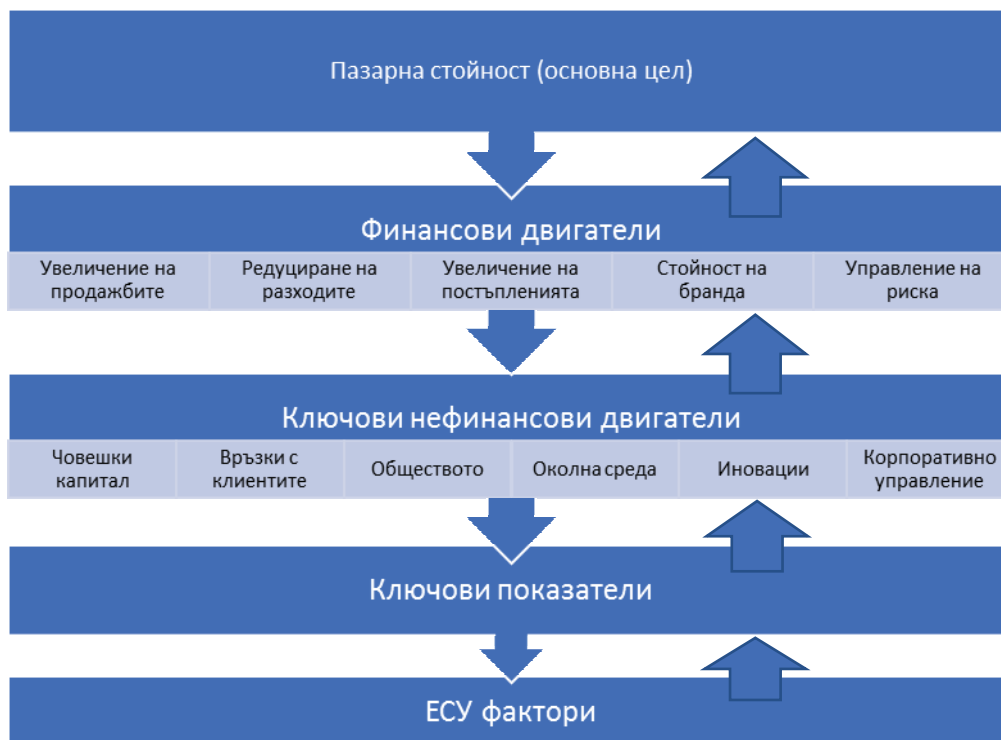 Пазарна стойност (основна цел)
Финансови двигатели
Увеличение на
продажбите
Редуциране на
разходите
Увеличение на
постъпленията
Стойност на
бранда
Управление на
риска
Ключови нефинансови двигатели
Човешки
капитал
Връзки с
клиентите
Обществото
Околна среда
Иновации
Корпоративно
управление
Ключови показатели
ЕСУ фактори